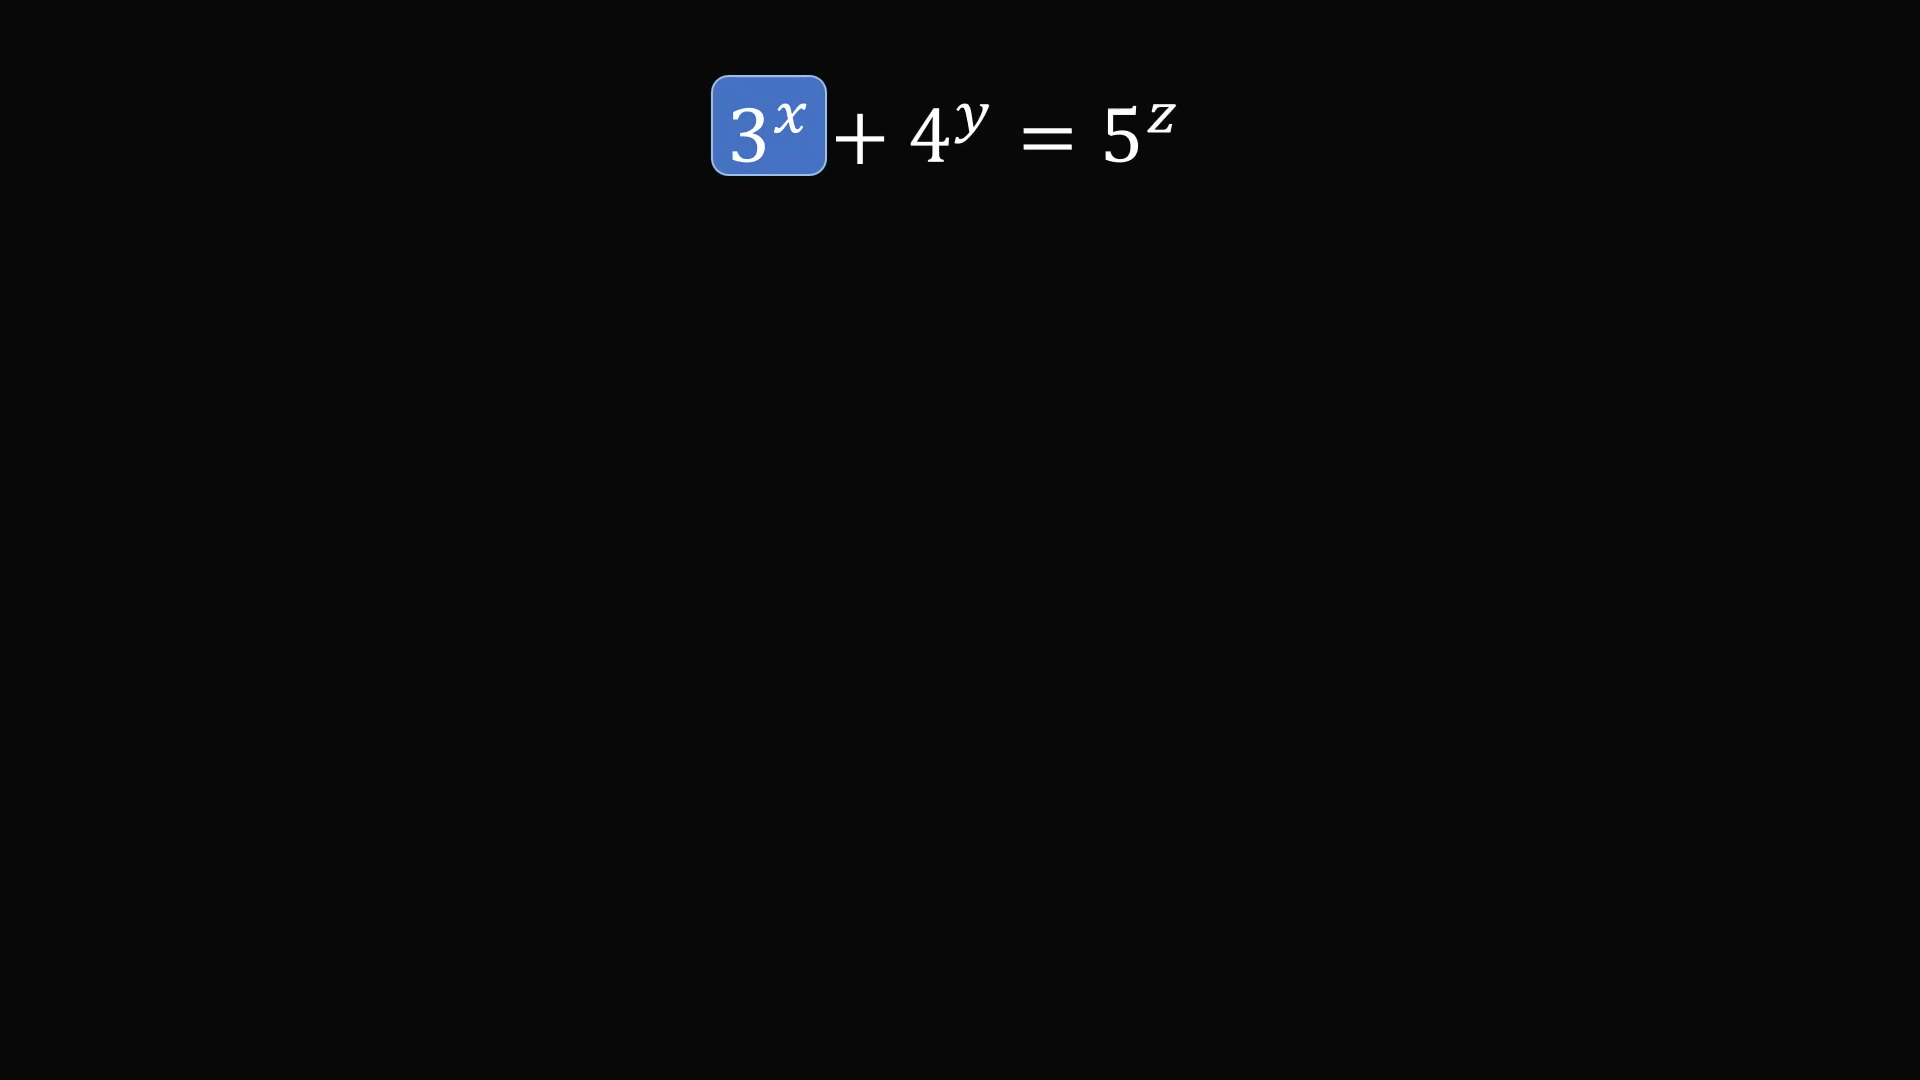 3^x + 4^y = 5^z